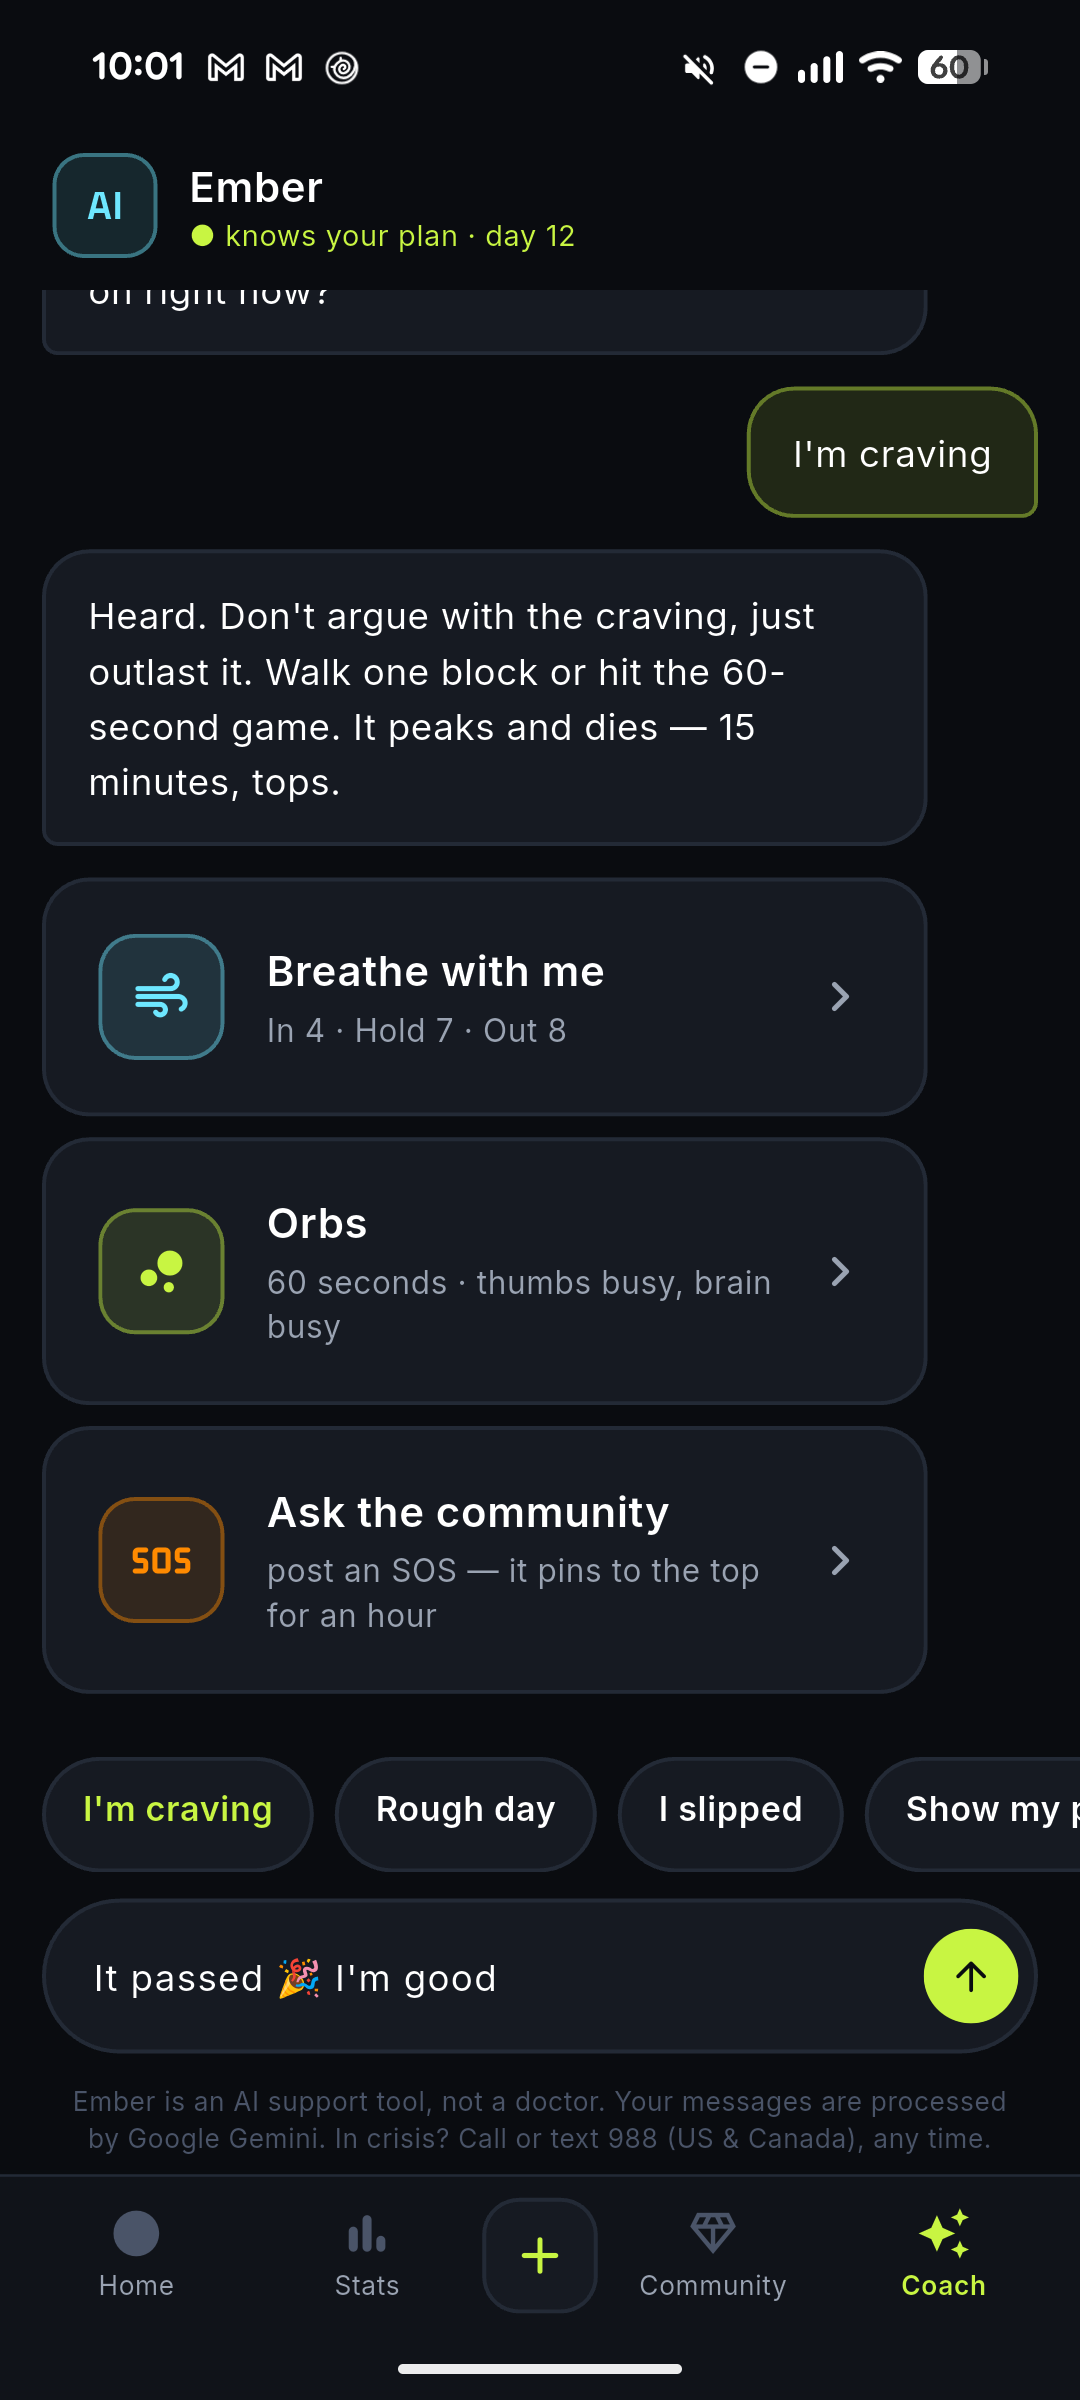 10:01
60
AI
Ember
knows your plan · day 12
on right now?
I'm craving
Heard. Don't argue with the craving, just
outlast it. Walk one block or hit the 60-
second game. It peaks and dies — 15
minutes, tops.
Breathe with me
In 4 · Hold 7 · Out 8
Orbs
60 seconds · thumbs busy, brain
busy
SOS
Ask the community
post an SOS — it pins to the top
for an hour
I'm craving
Rough day
I slipped
Show my
It passed 🎉 I'm good
Ember is an AI support tool, not a doctor. Your messages are processed
by Google Gemini. In crisis? Call or text 988 (US & Canada), any time.
Home
Stats
Community
Coach